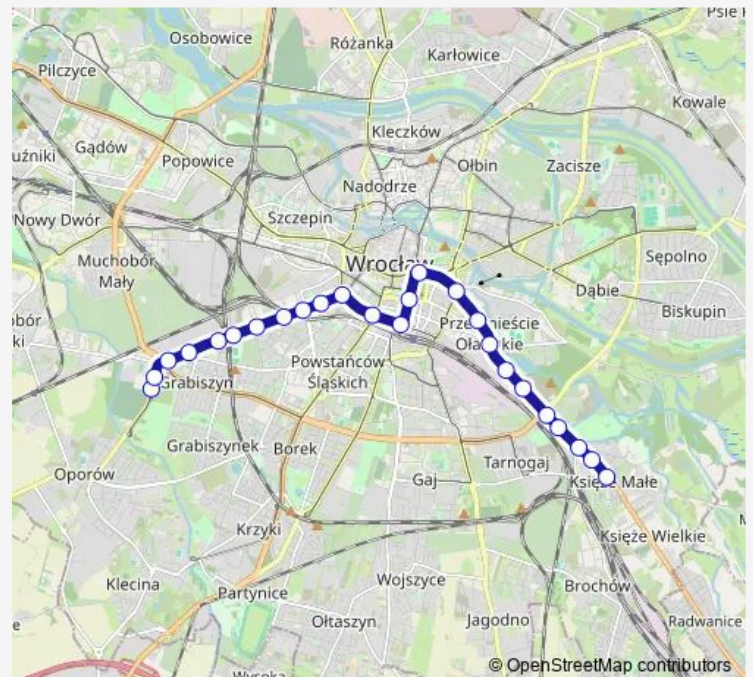 Psie
Osobowice
Różanka
Karłowice
Pilczyce
Kowale
Kleczków
Gądów
Popowice
Ołbin
Zacisze
uźniki
Nadodrze
Szczepin
Nowy Dwór
Wrocław
Sępolno
Muchobór
Mały
Dąbie
Biskupin
obór
ki
Przedmieście
Oławskie
Powstańców
Śląskich
Grabiszyn
Grabiszynek
Borek
Tarnogaj
Oporów
Gaj
Księże Małe
Krzyki
Księże Wielkie
Klecina
Partynice
Wojszyce
Brochów
Ołtaszyn
Jagodno
Radwanice
e
Wysoka
© OpenStreetMap contributors